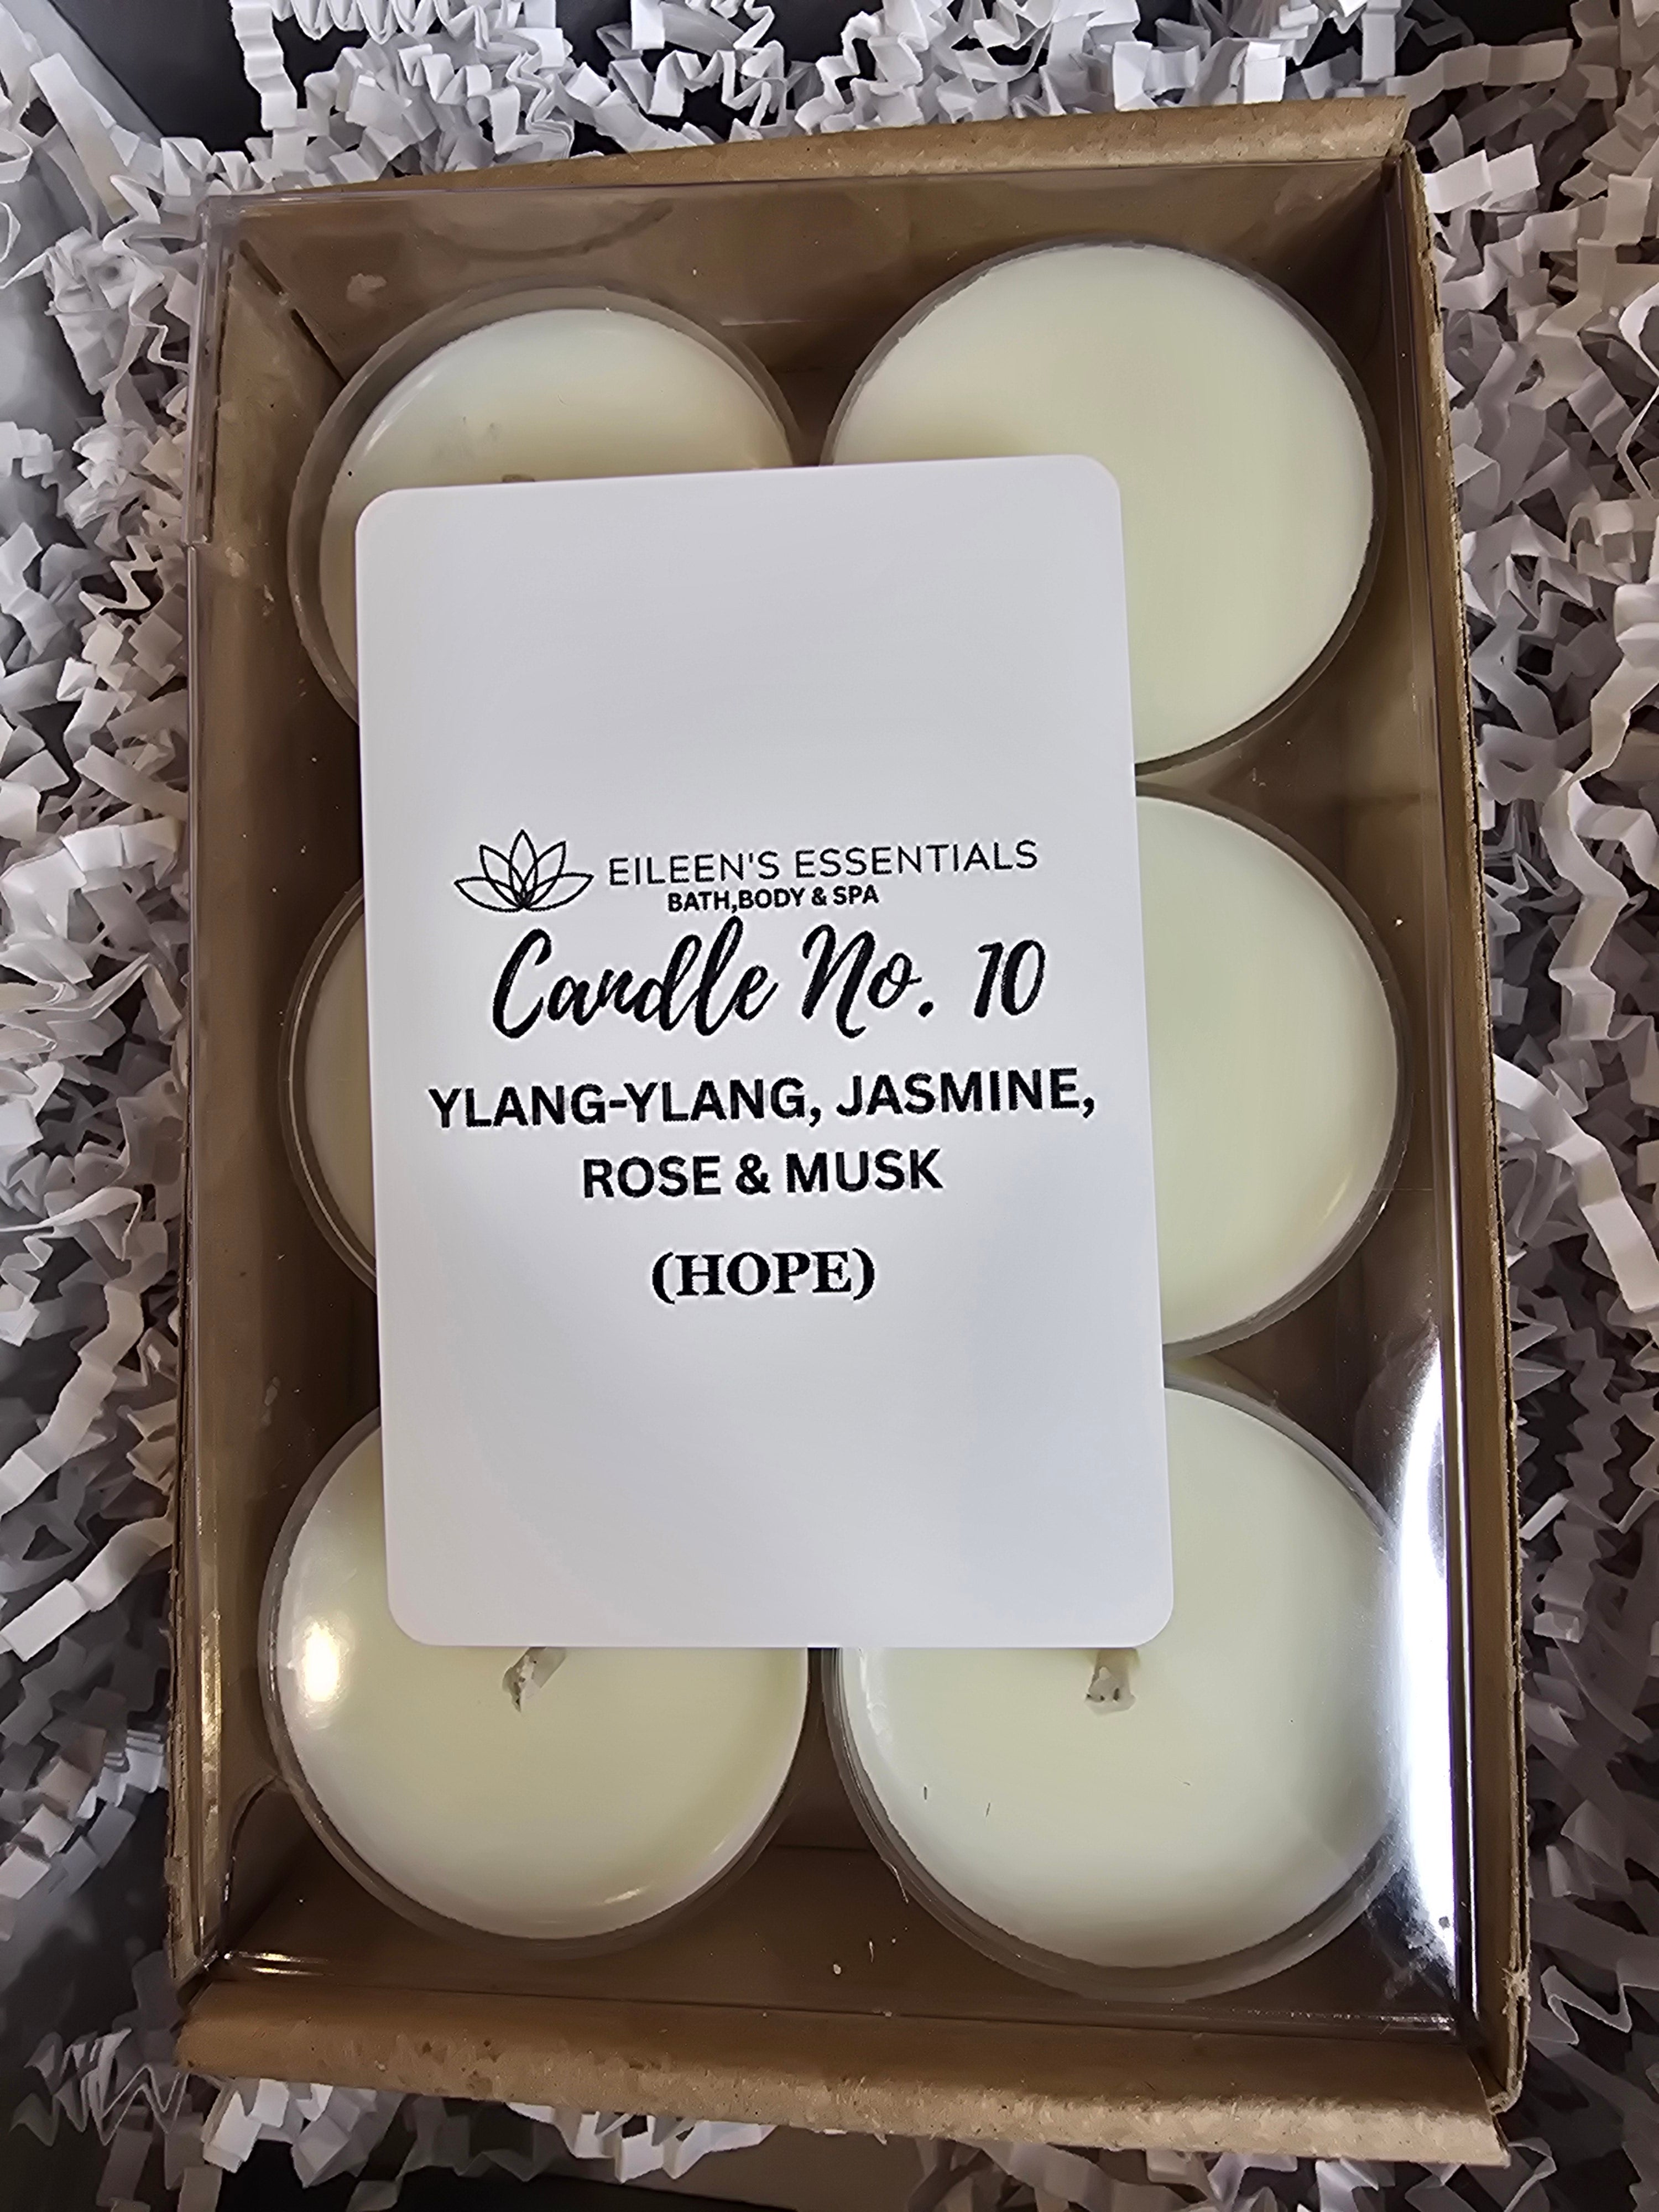 EILEEN'S ESSENTIALS
BATH,BODY & SPA
Candle No. 10
YLANG-YLANG, JASMINE,
ROSE & MUSK
(HOPE)